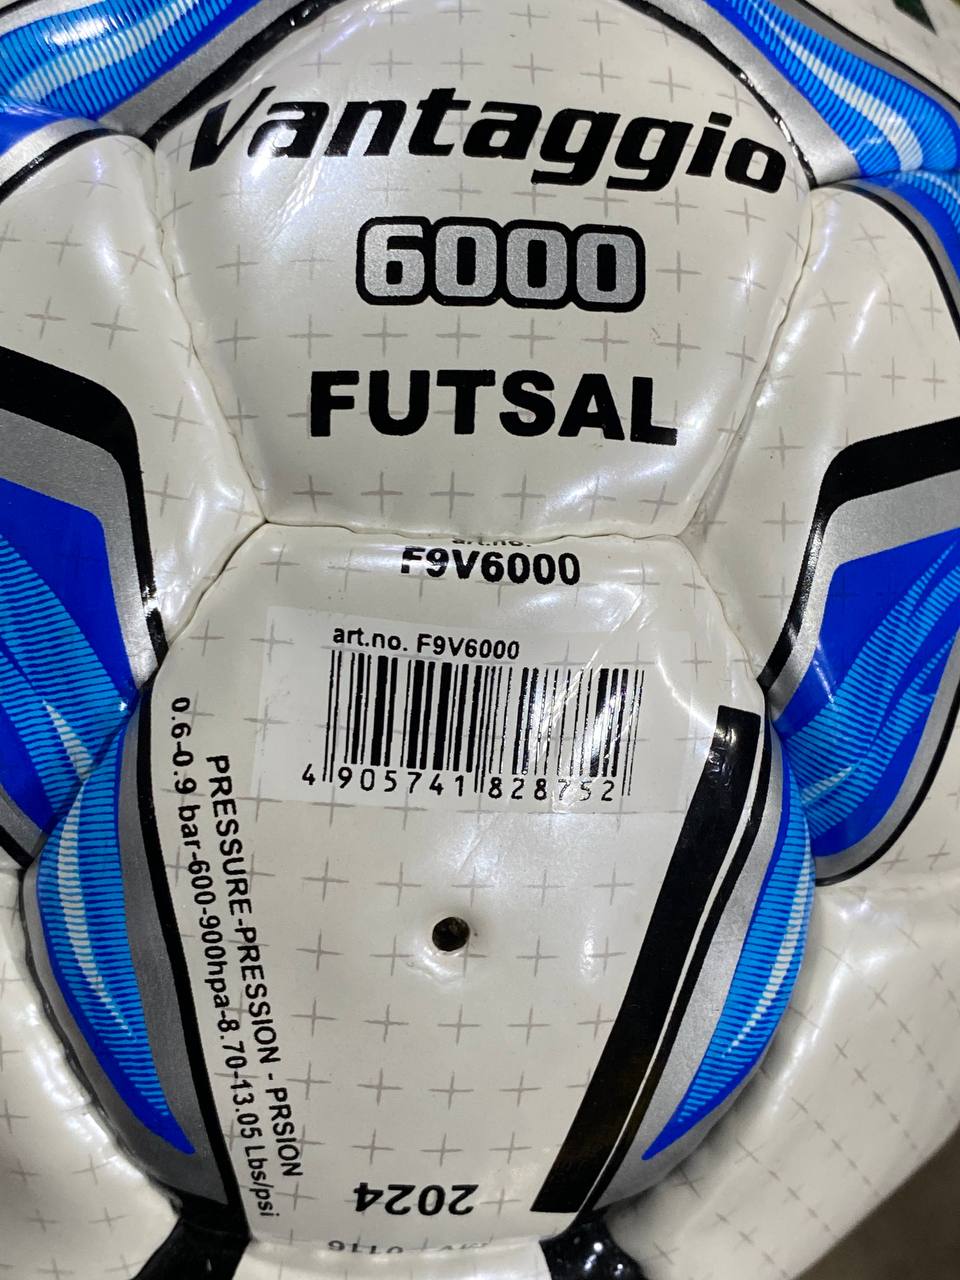 Vantaggio
6000
FUTSAL
art.no.
F9V6000
art.no. F9V6000
4 905741 828752
PRESSURE-PRESSION - PRSION
0.6-0.9 bar-600-900hpa-8.70-13.05 Lbs/psi
2024